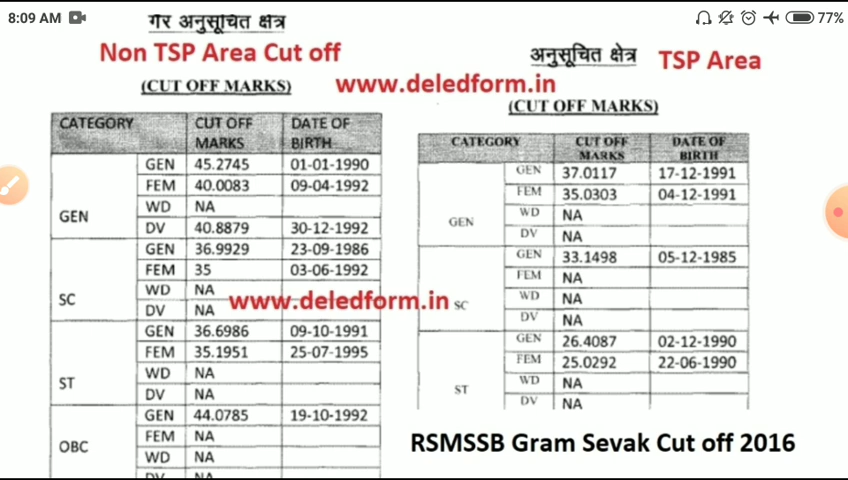 8:09 AM
77%
गैर अनुसूचित क्षेत्र
Non TSP Area Cut off
(CUT OFF MARKS)
www.deledform.in
CATEGORY CUT OFF MARKS DATE OF BIRTH
GEN
GEN 45.2745 01-01-1990
FEM 40.0083 09-04-1992
WD NA
DV 40.8879 30-12-1992
SC
GEN 36.9929 23-09-1986
FEM 35 03-06-1992
WD NA
DV NA
www.deledform.in
ST
GEN 36.6986 09-10-1991
FEM 35.1951 25-07-1995
WD NA
DV NA
OBC
GEN 44.0785 19-10-1992
FEM NA
WD NA
DV NA
अनुसूचित क्षेत्र TSP Area
(CUT OFF MARKS)
CATEGORY CUT OFF MARKS DATE OF BIRTH
GEN
GEN 37.0117 17-12-1991
FEM 35.0303 04-12-1991
WD NA
DV NA
SC
GEN 33.1498 05-12-1985
FEM NA
WD NA
DV NA
ST
GEN 26.4087 02-12-1990
FEM 25.0292 22-06-1990
WD NA
DV NA
RSMSSB Gram Sevak Cut off 2016